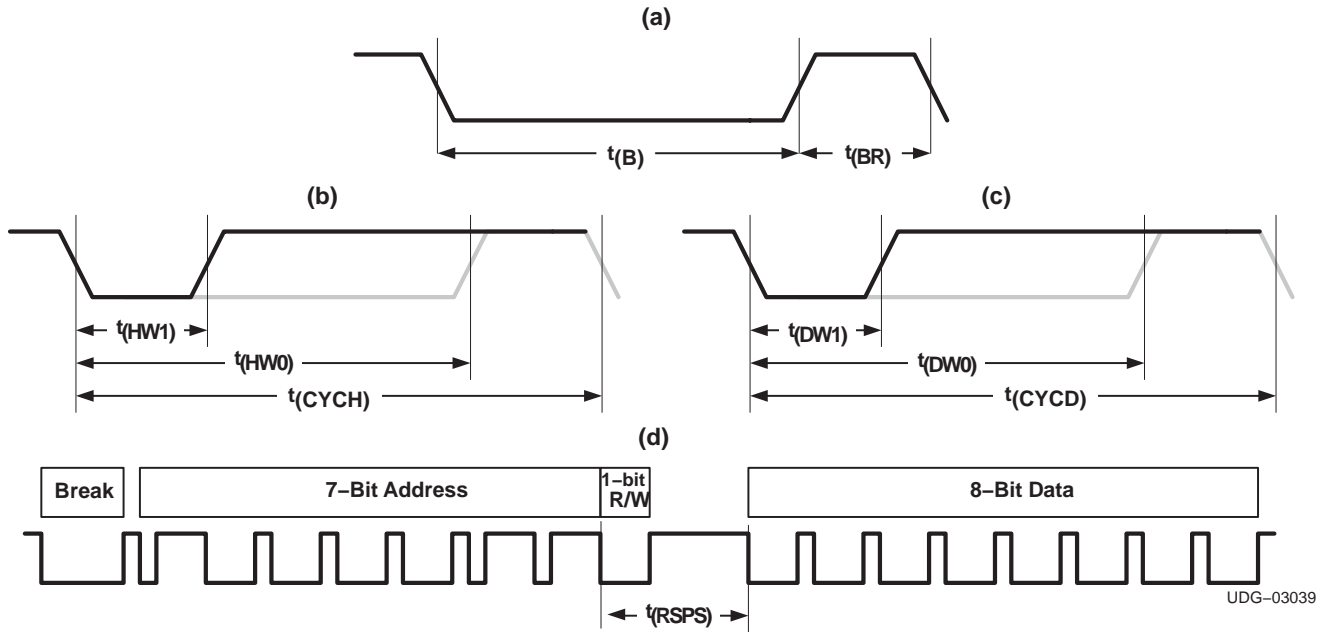 (a)
t(B)
t(BR)
(b)
(c)
t(HW1)
t(DW1)
t(HW0)
t(DW0)
t(CYCH)
t(CYCD)
(d)
Break
7–Bit Address
1–bit
R/W
8–Bit Data
t(RSPS)
UDG–03039